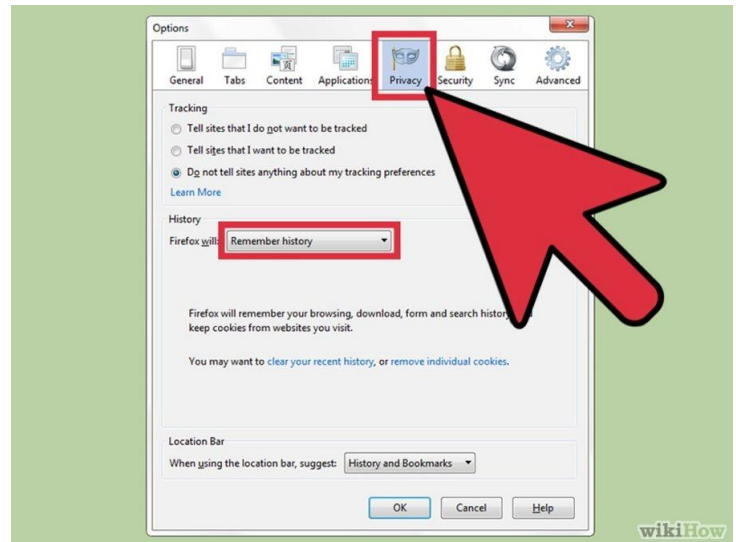 Options
General Tabs Content Applications Privacy Security Sync Advanced
Tracking
Tell sites that I do not want to be tracked
Tell sites that I want to be tracked
Do not tell sites anything about my tracking preferences
Learn More
History
Firefox will: Remember history
Firefox will remember your browsing, download, form and search history
keep cookies from websites you visit.
You may want to clear your recent history, or remove individual cookies.
Location Bar
When using the location bar, suggest: History and Bookmarks
OK Cancel Help
wikiHow